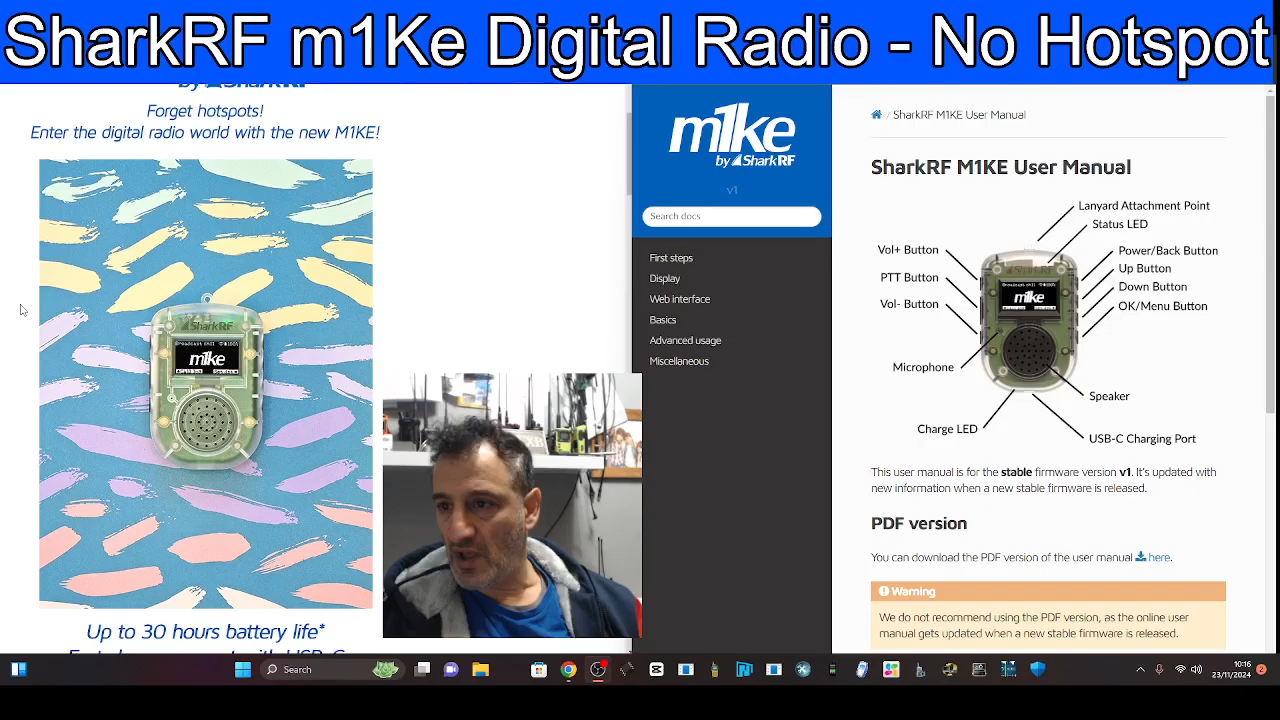 SharkRF m1Ke Digital Radio - No Hotspot
by SharkRF
Forget hotspots!
Enter the digital radio world with the new M1KE!
SharkRF
m1ke
Up to 30 hours battery life*
m1ke
by SharkRF
v1
Search docs
First steps
Display
Web interface
Basics
Advanced usage
Miscellaneous
/ SharkRF M1KE User Manual
SharkRF M1KE User Manual
Lanyard Attachment Point
Status LED
Vol+ Button
Power/Back Button
PTT Button
Up Button
Down Button
Vol- Button
OK/Menu Button
SharkRF
m1ke
Microphone
Speaker
Charge LED
USB-C Charging Port
This user manual is for the stable firmware version v1. It's updated with
new information when a new stable firmware is released.
PDF version
You can download the PDF version of the user manual here.
Warning
We do not recommend using the PDF version, as the online user
manual gets updated when a new stable firmware is released.
Search
10:16
23/11/2024
2